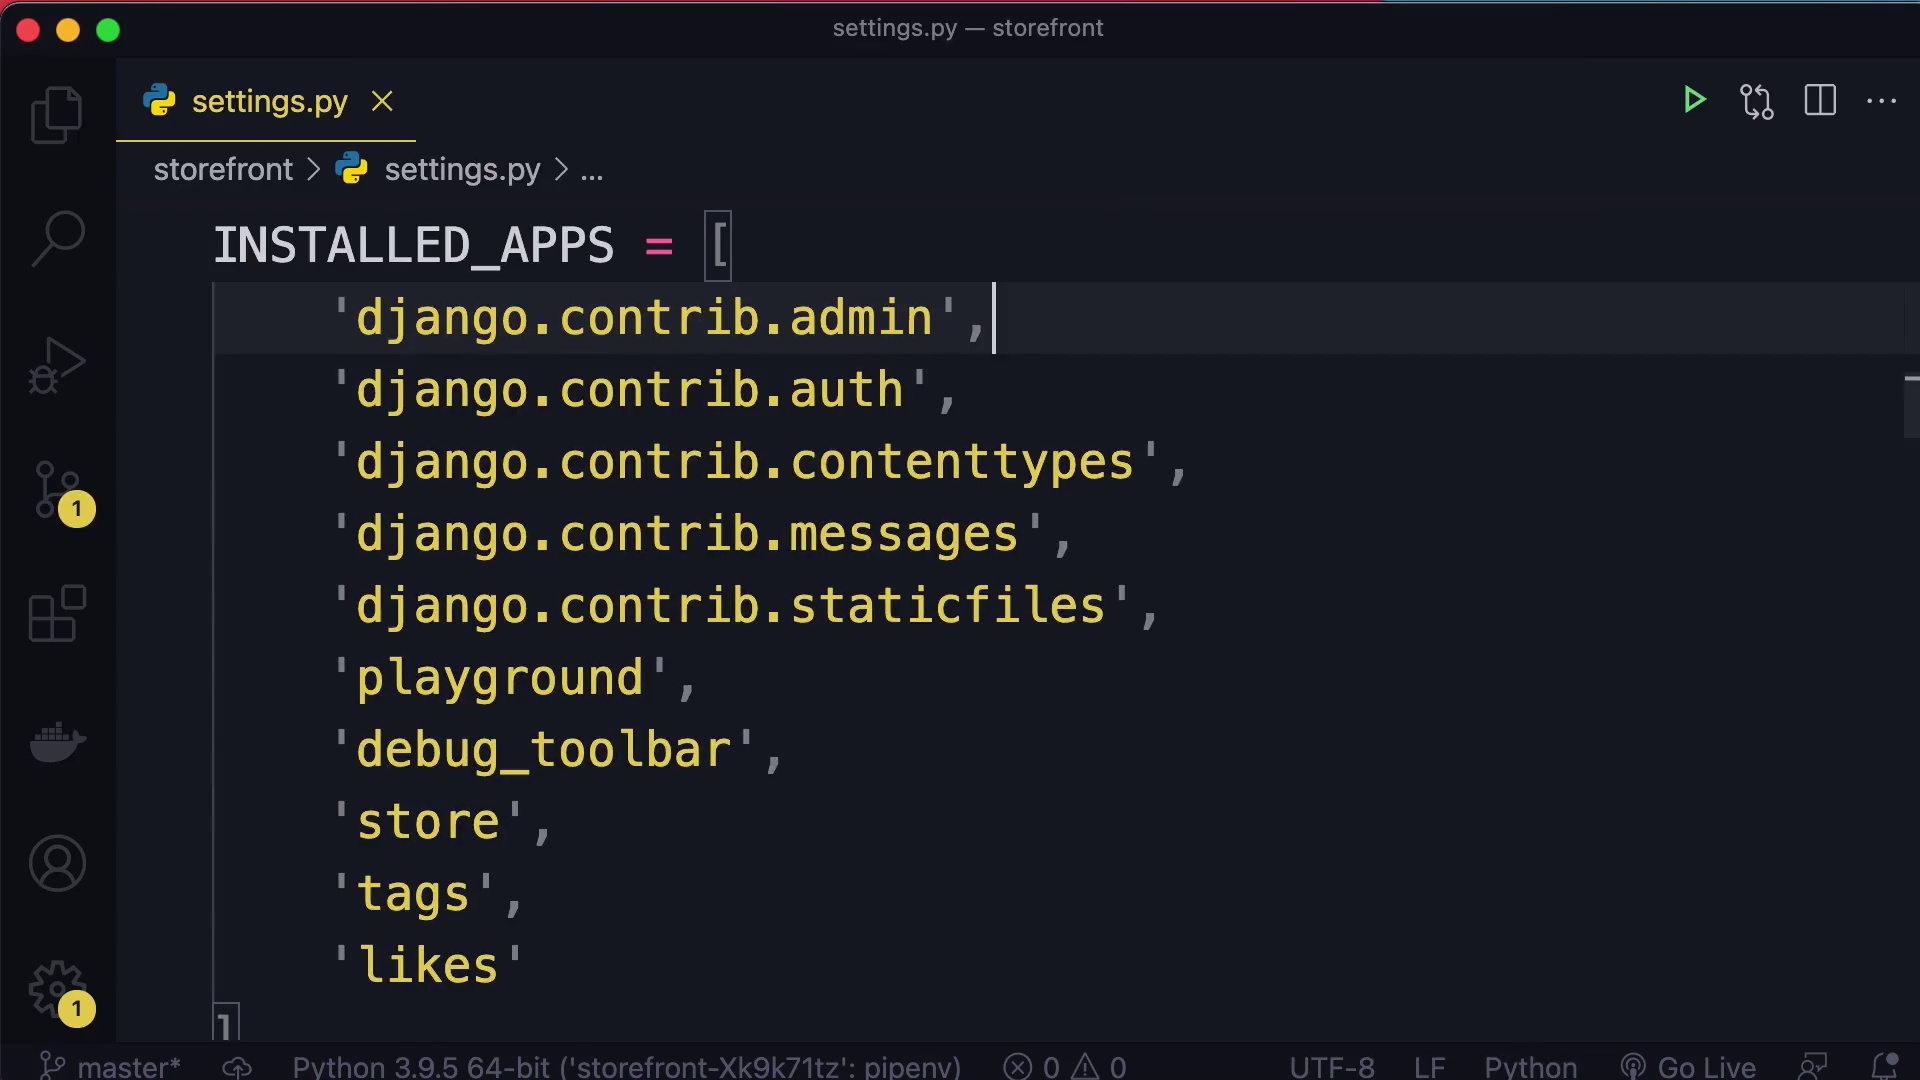 settings.py — storefront
settings.py
storefront > settings.py > ...
INSTALLED_APPS = [
'django.contrib.admin',
'django.contrib.auth',
'django.contrib.contenttypes',
'django.contrib.messages',
'django.contrib.staticfiles',
'playground',
'debug_toolbar',
'store',
'tags',
'likes'
]
1
1
master* Python 3.9.5 64-bit ('storefront-Xk9k71tz': pipenv) 0 0 UTF-8 LF Python Go Live